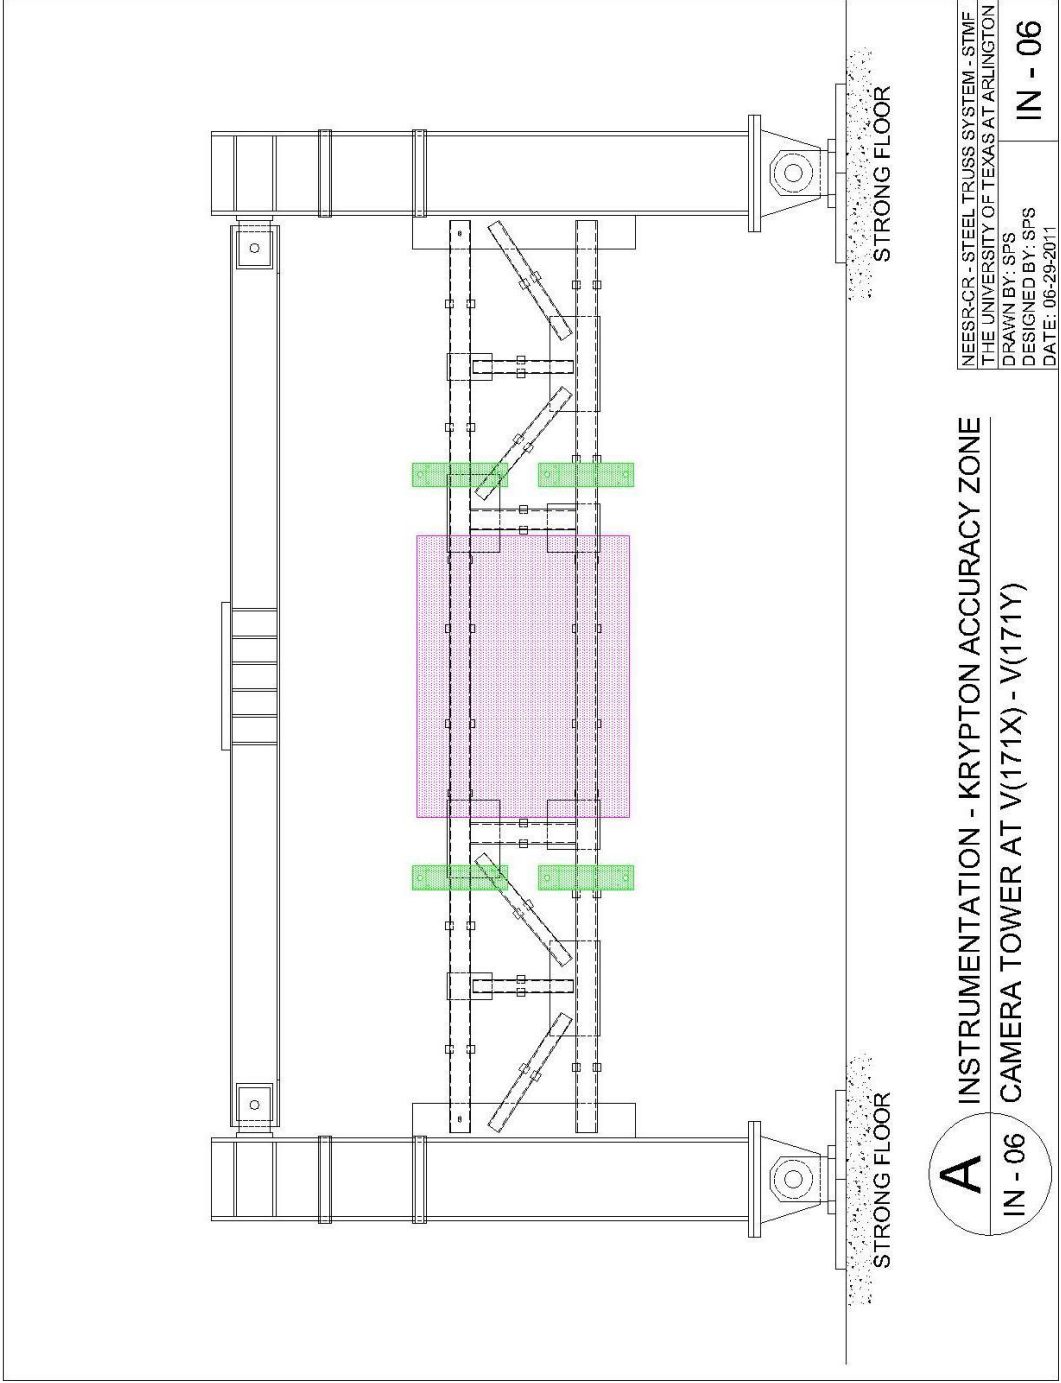 STRONG FLOOR
STRONG FLOOR
A
IN - 06
INSTRUMENTATION - KRYPTON ACCURACY ZONE
CAMERA TOWER AT V(171X) - V(171Y)
NEESR-CR - STEEL TRUSS SYSTEM - STMF
THE UNIVERSITY OF TEXAS AT ARLINGTON
DRAWN BY: SPS
DESIGNED BY: SPS
DATE: 06-29-2011
IN - 06